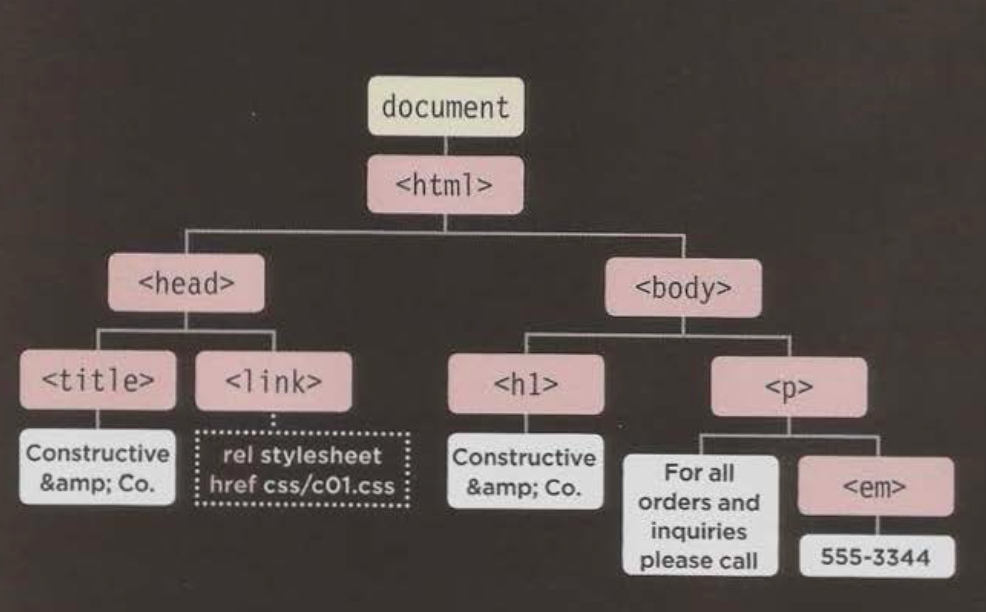 document
<html>
<head>
<body>
<title>
<link>
<h1>
<p>
Constructive
&amp; Co.
rel stylesheet
href css/c01.css
Constructive
&amp; Co.
For all
orders and
inquiries
please call
<em>
555-3344